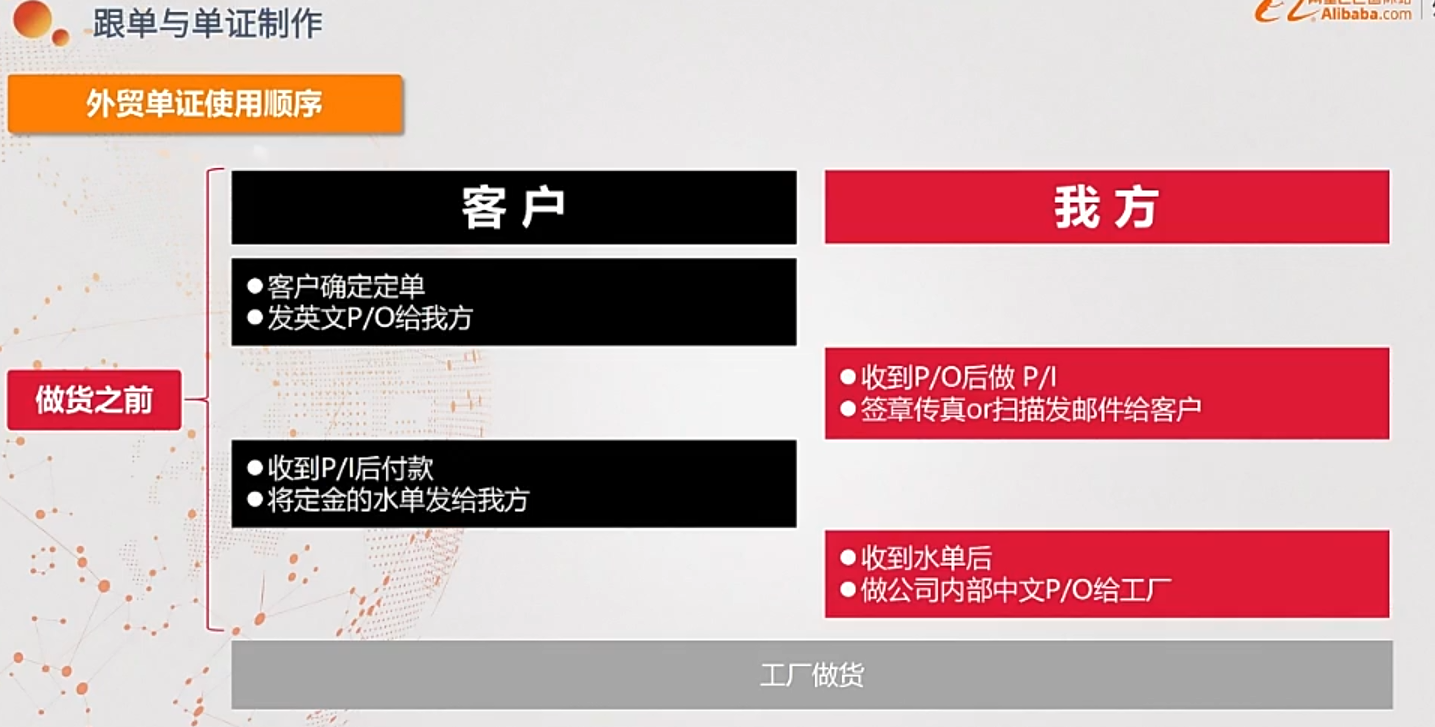 跟单与单证制作
Alibaba.com
外贸单证使用顺序
客户
我方
客户确定定单
发英文P/O给我方
收到P/O后做 P/I
签章传真or扫描发邮件给客户
做货之前
收到P/I后付款
将定金的水单发给我方
收到水单后
做公司内部中文P/O给工厂
工厂做货